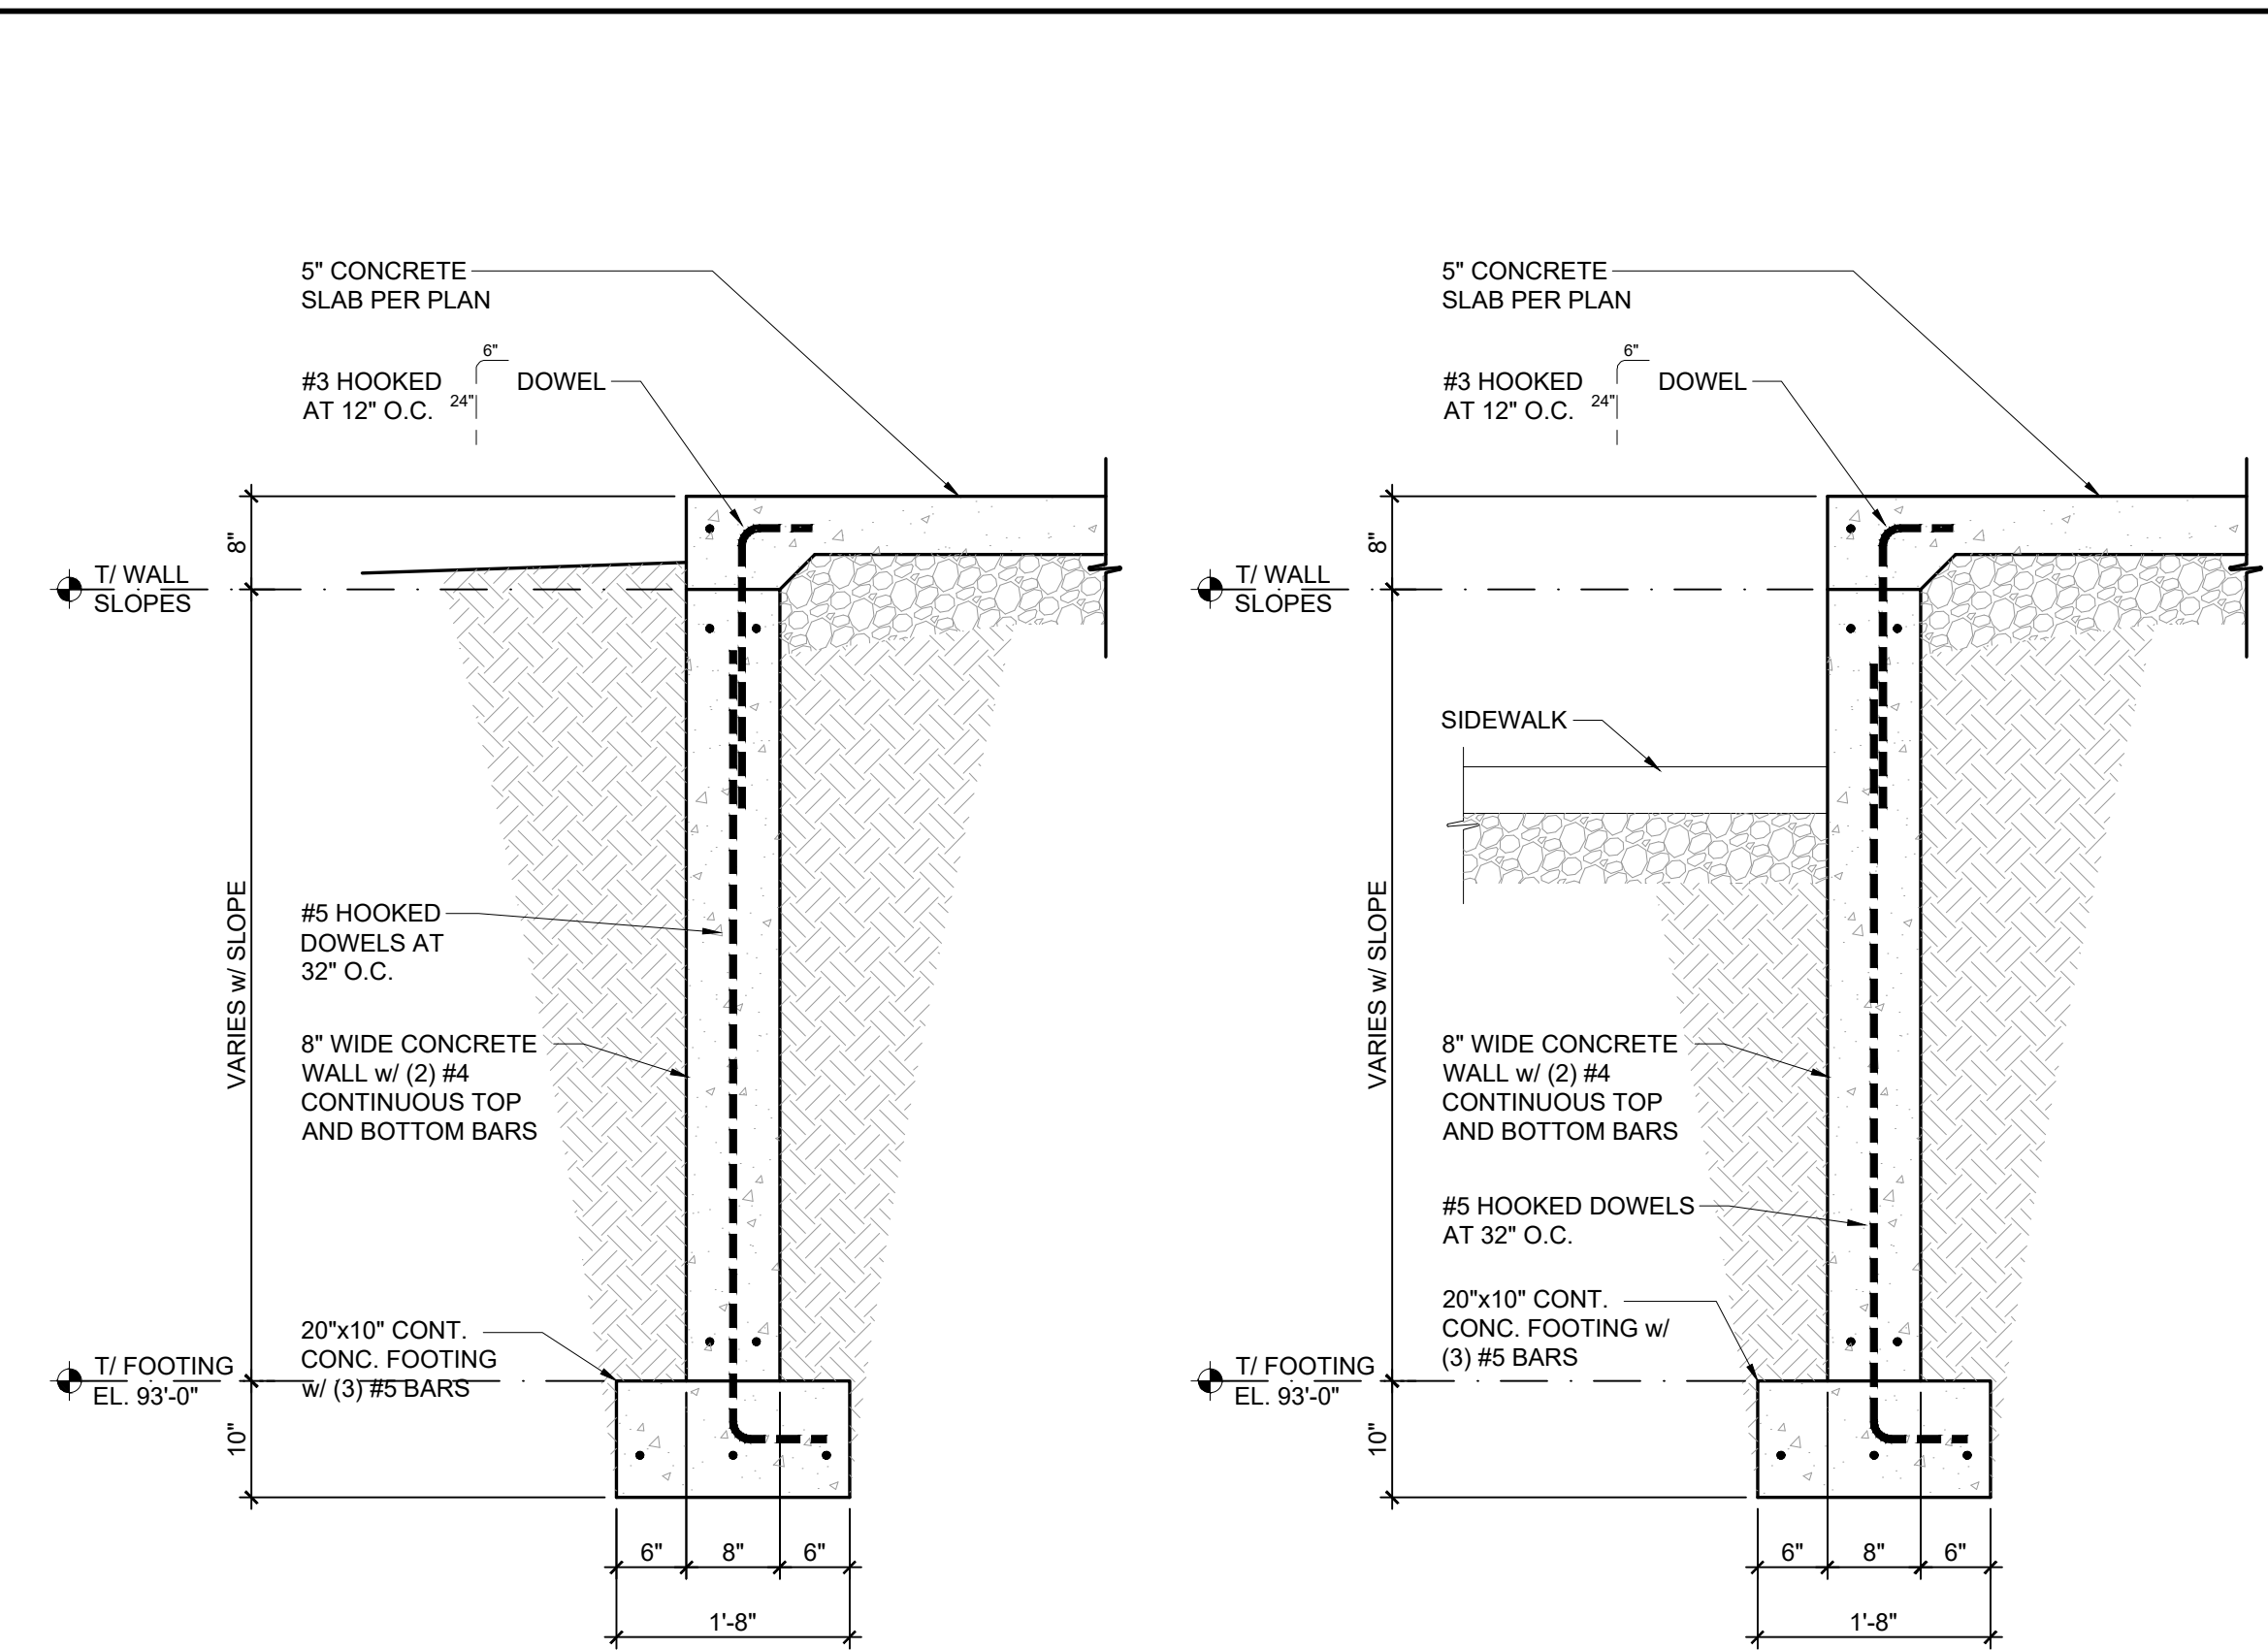 5" CONCRETE
SLAB PER PLAN
6"
#3 HOOKED
DOWEL
AT 12" O.C.
24"
8"
T/ WALL
SLOPES
VARIES w/ SLOPE
#5 HOOKED
DOWELS AT
32" O.C.
8" WIDE CONCRETE
WALL w/ (2) #4
CONTINUOUS TOP
AND BOTTOM BARS
20"x10" CONT.
CONC. FOOTING
w/ (3) #5 BARS
T/ FOOTING
EL. 93'-0"
10"
6"
8"
6"
1'-8"
5" CONCRETE
SLAB PER PLAN
6"
#3 HOOKED
DOWEL
AT 12" O.C.
24"
8"
T/ WALL
SLOPES
SIDEWALK
VARIES w/ SLOPE
8" WIDE CONCRETE
WALL w/ (2) #4
CONTINUOUS TOP
AND BOTTOM BARS
#5 HOOKED DOWELS
AT 32" O.C.
20"x10" CONT.
CONC. FOOTING w/
(3) #5 BARS
T/ FOOTING
EL. 93'-0"
10"
6"
8"
6"
1'-8"